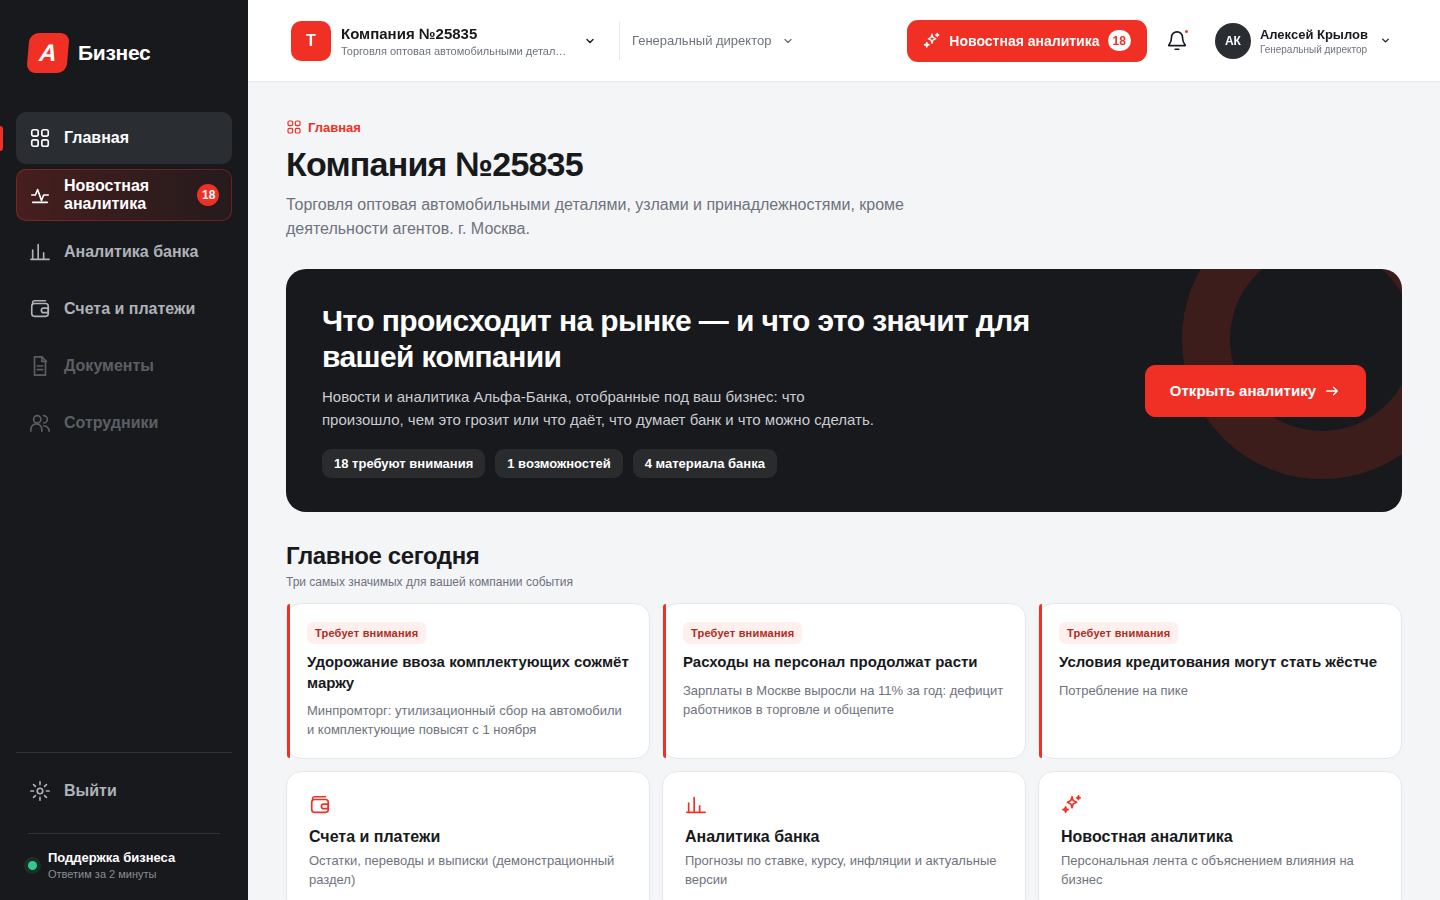 А Бизнес
Главная
Новостная
аналитика
18
Аналитика банка
Счета и платежи
Документы
Сотрудники
Выйти
Поддержка бизнеса
Ответим за 2 минуты
Т
Компания №25835
Торговля оптовая автомобильными детал...
Генеральный директор
Новостная аналитика 18
АК
Алексей Крылов
Генеральный директор
Главная
Компания №25835
Торговля оптовая автомобильными деталями, узлами и принадлежностями, кроме
деятельности агентов. г. Москва.
Что происходит на рынке — и что это значит для
вашей компании
Новости и аналитика Альфа-Банка, отобранные под ваш бизнес: что
произошло, чем это грозит или что даёт, что думает банк и что можно сделать.
Открыть аналитику →
18 требуют внимания
1 возможностей
4 материала банка
Главное сегодня
Три самых значимых для вашей компании события
Требует внимания
Удорожание ввоза комплектующих сожмёт
маржу
Минпромторг: утилизационный сбор на автомобили
и комплектующие повысят с 1 ноября
Требует внимания
Расходы на персонал продолжат расти
Зарплаты в Москве выросли на 11% за год: дефицит
работников в торговле и общепите
Требует внимания
Условия кредитования могут стать жёстче
Потребление на пике
Счета и платежи
Остатки, переводы и выписки (демонстрационный
раздел)
Аналитика банка
Прогнозы по ставке, курсу, инфляции и актуальные
версии
Новостная аналитика
Персональная лента с объяснением влияния на
бизнес